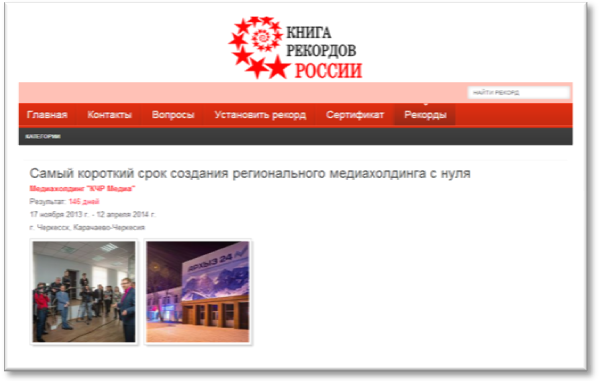 КНИГА
РЕКОРДОВ
РОССИИ
НАЙТИ РЕКОРД
Главная Контакты Вопросы Установить рекорд Сертификат Рекорды
КАТЕГОРИИ
Самый короткий срок создания регионального медиахолдинга с нуля
Медиахолдинг "КЧР Медиа"
Результат: 146 дней
17 ноября 2013 г. - 12 апреля 2014 г.
г. Черкесск, Карачаево-Черкесия
АРХЫЗ 24